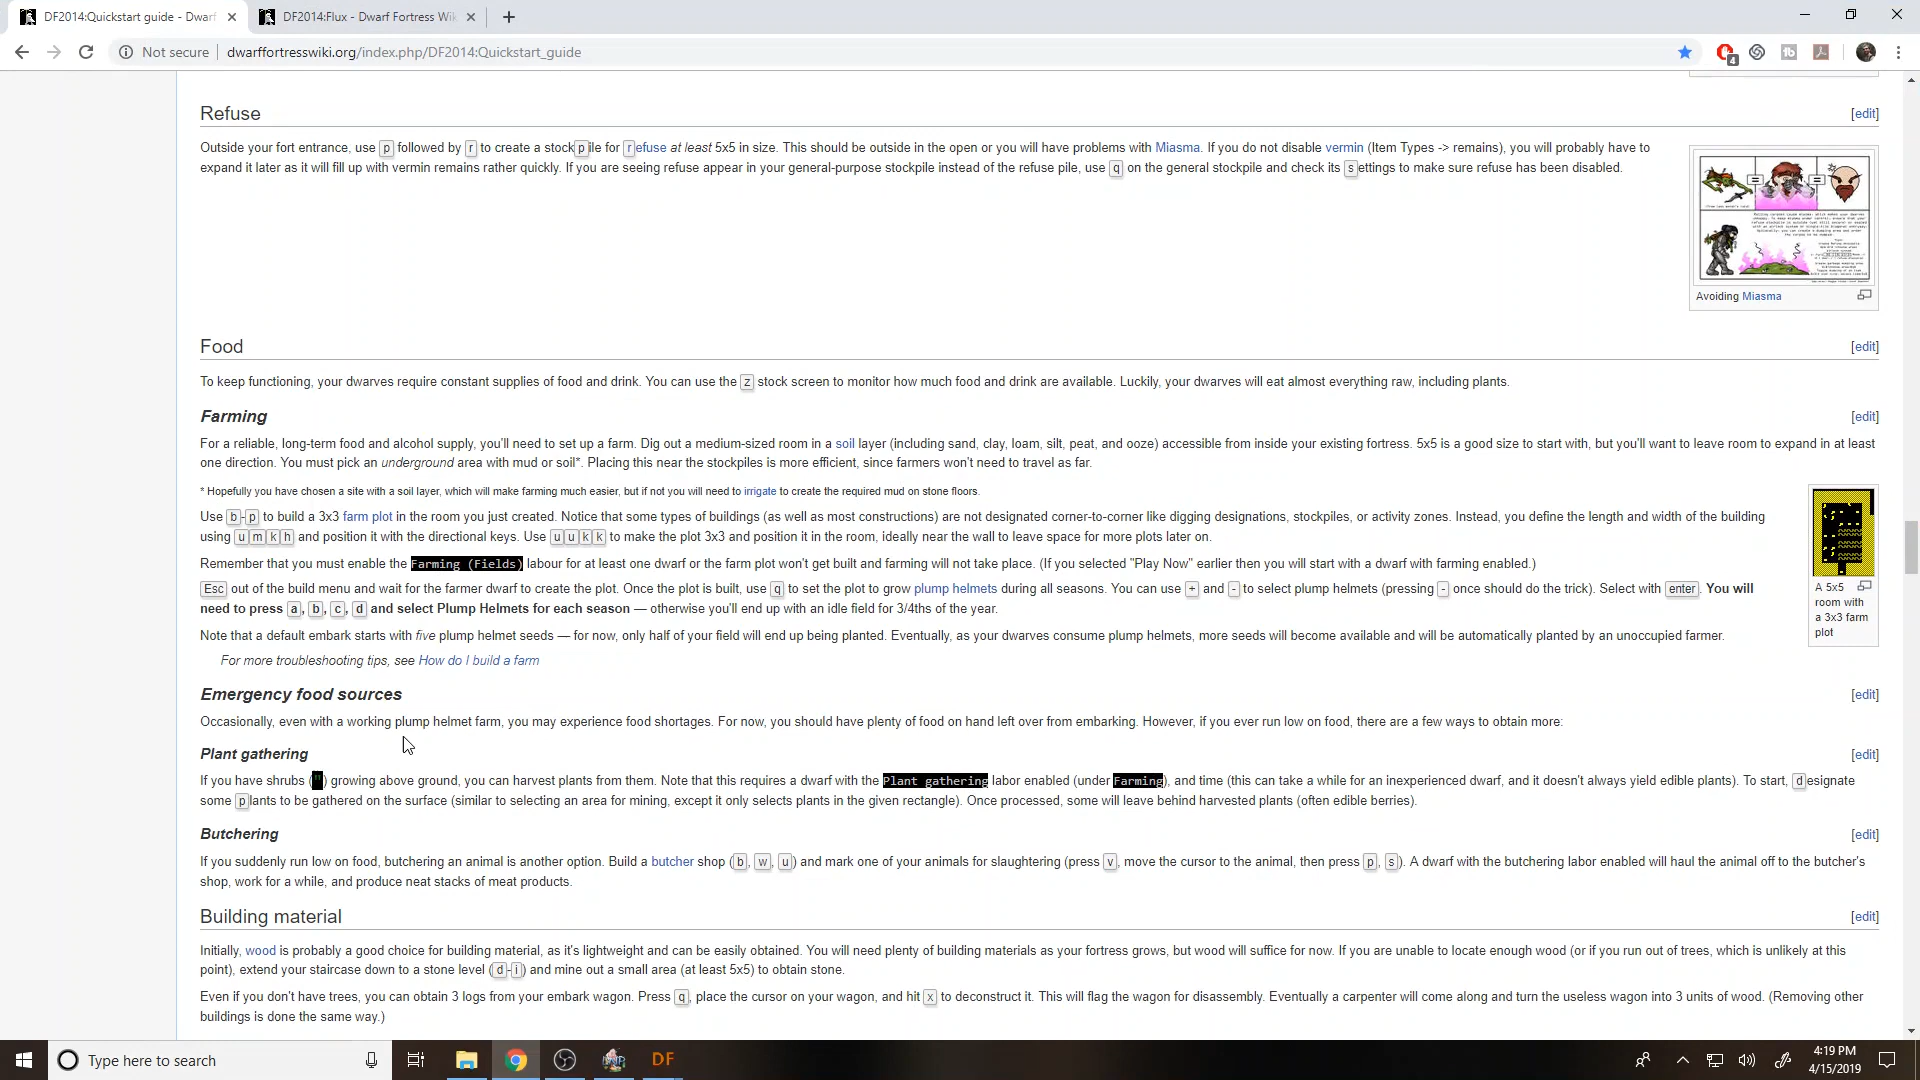 DF2014:Quickstart guide - Dwarf
DF2014:Flux - Dwarf Fortress Wik
Not secure | dwarffortresswiki.org/index.php/DF2014:Quickstart_guide
4
Refuse [edit]
Outside your fort entrance, use p followed by r to create a stockpile for refuse at least 5x5 in size. This should be outside in the open or you will have problems with Miasma. If you do not disable vermin (Item Types -> remains), you will probably have to
expand it later as it will fill up with vermin remains rather quickly. If you are seeing refuse appear in your general-purpose stockpile instead of the refuse pile, use q on the general stockpile and check its settings to make sure refuse has been disabled.
Avoiding Miasma
Food [edit]
To keep functioning, your dwarves require constant supplies of food and drink. You can use the z stock screen to monitor how much food and drink are available. Luckily, your dwarves will eat almost everything raw, including plants.
Farming [edit]
For a reliable, long-term food and alcohol supply, you'll need to set up a farm. Dig out a medium-sized room in a soil layer (including sand, clay, loam, silt, peat, and ooze) accessible from inside your existing fortress. 5x5 is a good size to start with, but you'll want to leave room to expand in at least
one direction. You must pick an underground area with mud or soil*. Placing this near the stockpiles is more efficient, since farmers won't need to travel as far.
* Hopefully you have chosen a site with a soil layer, which will make farming much easier, but if not you will need to irrigate to create the required mud on stone floors.
Use b-p to build a 3x3 farm plot in the room you just created. Notice that some types of buildings (as well as most constructions) are not designated corner-to-corner like digging designations, stockpiles, or activity zones. Instead, you define the length and width of the building
using u m k h and position it with the directional keys. Use u u k k to make the plot 3x3 and position it in the room, ideally near the wall to leave space for more plots later on.
Remember that you must enable the Farming (Fields) labour for at least one dwarf or the farm plot won't get built and farming will not take place. (If you selected "Play Now" earlier then you will start with a dwarf with farming enabled.)
Esc out of the build menu and wait for the farmer dwarf to create the plot. Once the plot is built, use q to set the plot to grow plump helmets during all seasons. You can use + and - to select plump helmets (pressing - once should do the trick). Select with enter. You will
need to press a, b, c, d and select Plump Helmets for each season — otherwise you'll end up with an idle field for 3/4ths of the year.
A 5x5
room with
a 3x3 farm
plot
Note that a default embark starts with five plump helmet seeds — for now, only half of your field will end up being planted. Eventually, as your dwarves consume plump helmets, more seeds will become available and will be automatically planted by an unoccupied farmer.
For more troubleshooting tips, see How do I build a farm
Emergency food sources [edit]
Occasionally, even with a working plump helmet farm, you may experience food shortages. For now, you should have plenty of food on hand left over from embarking. However, if you ever run low on food, there are a few ways to obtain more:
Plant gathering [edit]
If you have shrubs (") growing above ground, you can harvest plants from them. Note that this requires a dwarf with the Plant gathering labor enabled (under Farming), and time (this can take a while for an inexperienced dwarf, and it doesn't always yield edible plants). To start, designate
some plants to be gathered on the surface (similar to selecting an area for mining, except it only selects plants in the given rectangle). Once processed, some will leave behind harvested plants (often edible berries).
Butchering [edit]
If you suddenly run low on food, butchering an animal is another option. Build a butcher shop (b, w, u) and mark one of your animals for slaughtering (press v, move the cursor to the animal, then press p, s). A dwarf with the butchering labor enabled will haul the animal off to the butcher's
shop, work for a while, and produce neat stacks of meat products.
Building material [edit]
Initially, wood is probably a good choice for building material, as it's lightweight and can be easily obtained. You will need plenty of building materials as your fortress grows, but wood will suffice for now. If you are unable to locate enough wood (or if you run out of trees, which is unlikely at this
point), extend your staircase down to a stone level (d-i) and mine out a small area (at least 5x5) to obtain stone.
Even if you don't have trees, you can obtain 3 logs from your embark wagon. Press q, place the cursor on your wagon, and hit x to deconstruct it. This will flag the wagon for disassembly. Eventually a carpenter will come along and turn the useless wagon into 3 units of wood. (Removing other
buildings is done the same way.)
Type here to search
DF
4:19 PM
4/15/2019